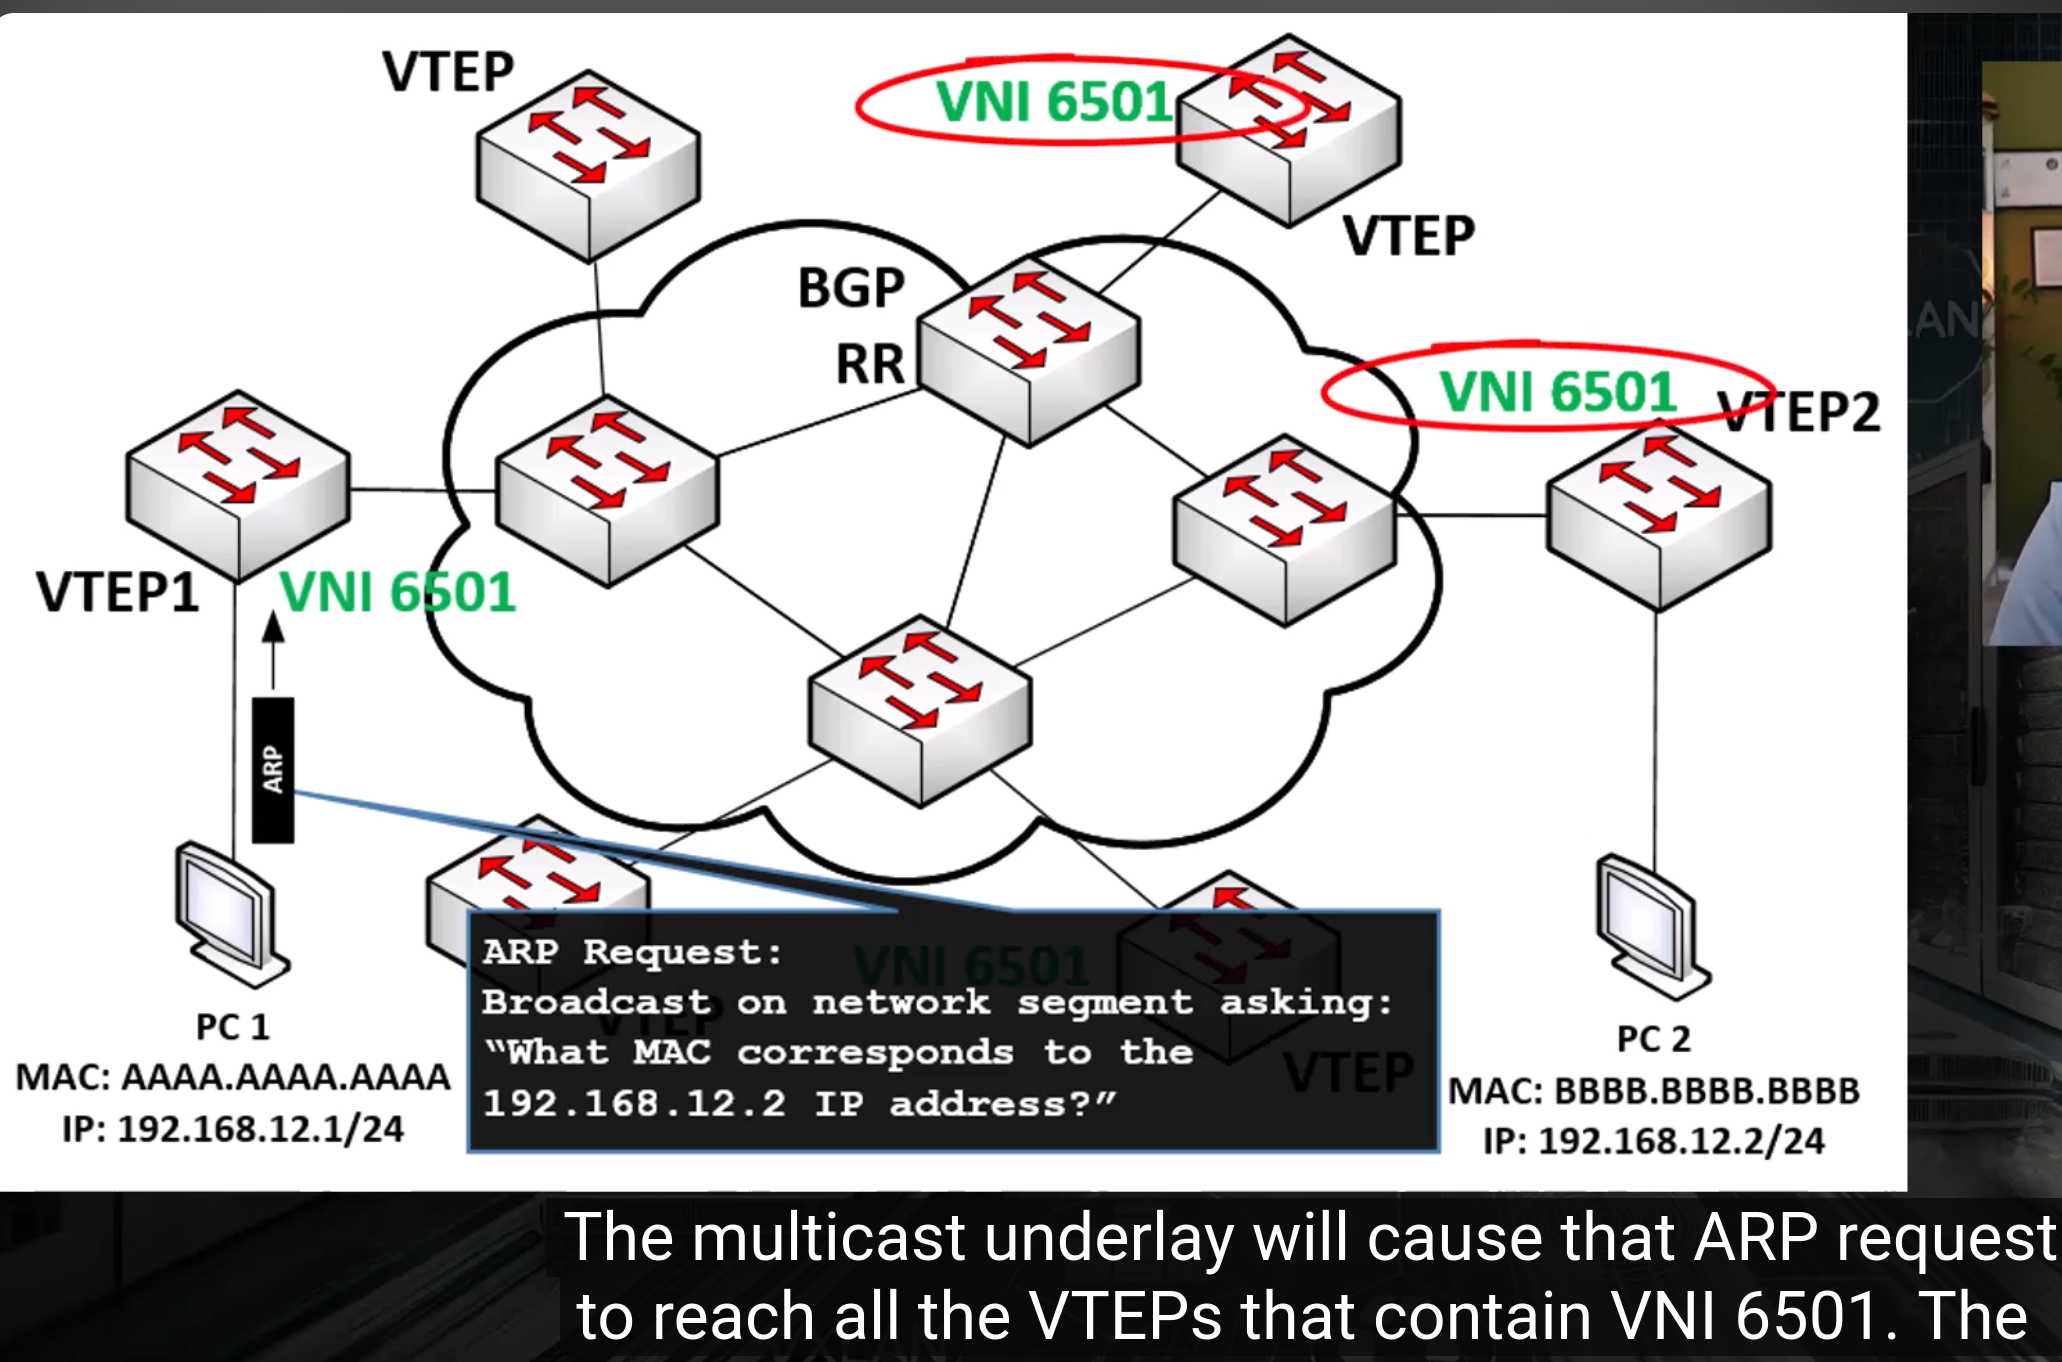 VTEP
VNI 6501
VTEP
BGP
RR
VNI 6501
VTEP2
VTEP1
VNI 6501
ARP
ARP Request:
Broadcast on network segment asking:
“What MAC corresponds to the
192.168.12.2 IP address?”
VNI 6501
VTEP
VTEP
PC 1
MAC: AAAA.AAAA.AAAA
IP: 192.168.12.1/24
PC 2
MAC: BBBB.BBBB.BBBB
IP: 192.168.12.2/24
The multicast underlay will cause that ARP request
to reach all the VTEPs that contain VNI 6501. The